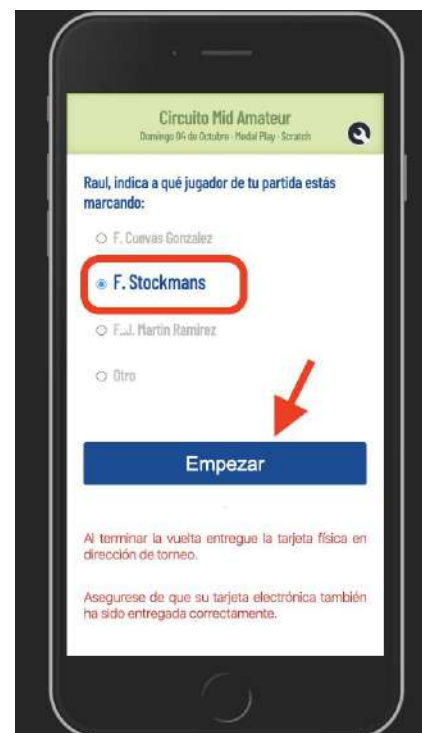 Circuito Mid Amateur
Domingo 04 de Octubre - Medal Play - Scratch
Raul, indica a qué jugador de tu partida estás
marcando:
F. Cuevas Gonzalez
F. Stockmans
F.J. Martin Ramirez
Otro
Empezar
Al terminar la vuelta entregue la tarjeta física en
dirección de torneo.
Asegurese de que su tarjeta electrónica también
ha sido entregada correctamente.